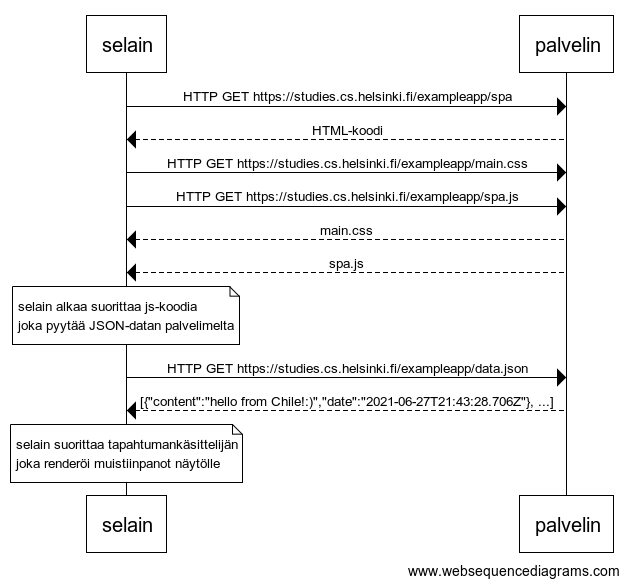 selain
palvelin
HTTP GET https://studies.cs.helsinki.fi/exampleapp/spa
HTML-koodi
HTTP GET https://studies.cs.helsinki.fi/exampleapp/main.css
HTTP GET https://studies.cs.helsinki.fi/exampleapp/spa.js
main.css
spa.js
selain alkaa suorittaa js-koodia
joka pyytää JSON-datan palvelimelta
HTTP GET https://studies.cs.helsinki.fi/exampleapp/data.json
[{"content":"hello from Chile!:)","date":"2021-06-27T21:43:28.706Z"}, ...]
selain suorittaa tapahtumankäsittelijän
joka renderöi muistiinpanot näytölle
selain
palvelin
www.websequencediagrams.com